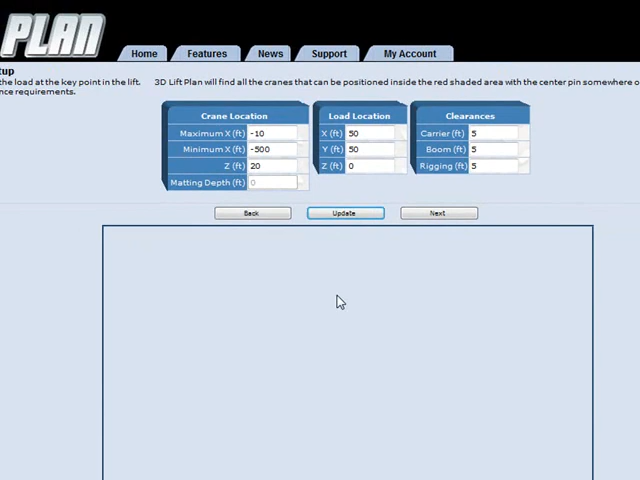 PLAN
Home Features News Support My Account
tup
the load at the key point in the lift. 3D Lift Plan will find all the cranes that can be positioned inside the red shaded area with the center pin somewhere o
nce requirements.
Crane Location Load Location Clearances
Maximum X (ft) -10 X (ft) 50 Carrier (ft) 5
Minimum X (ft) -500 Y (ft) 50 Boom (ft) 5
Z (ft) 20 Z (ft) 0 Rigging (ft) 5
Matting Depth (ft) 0
Back Update Next